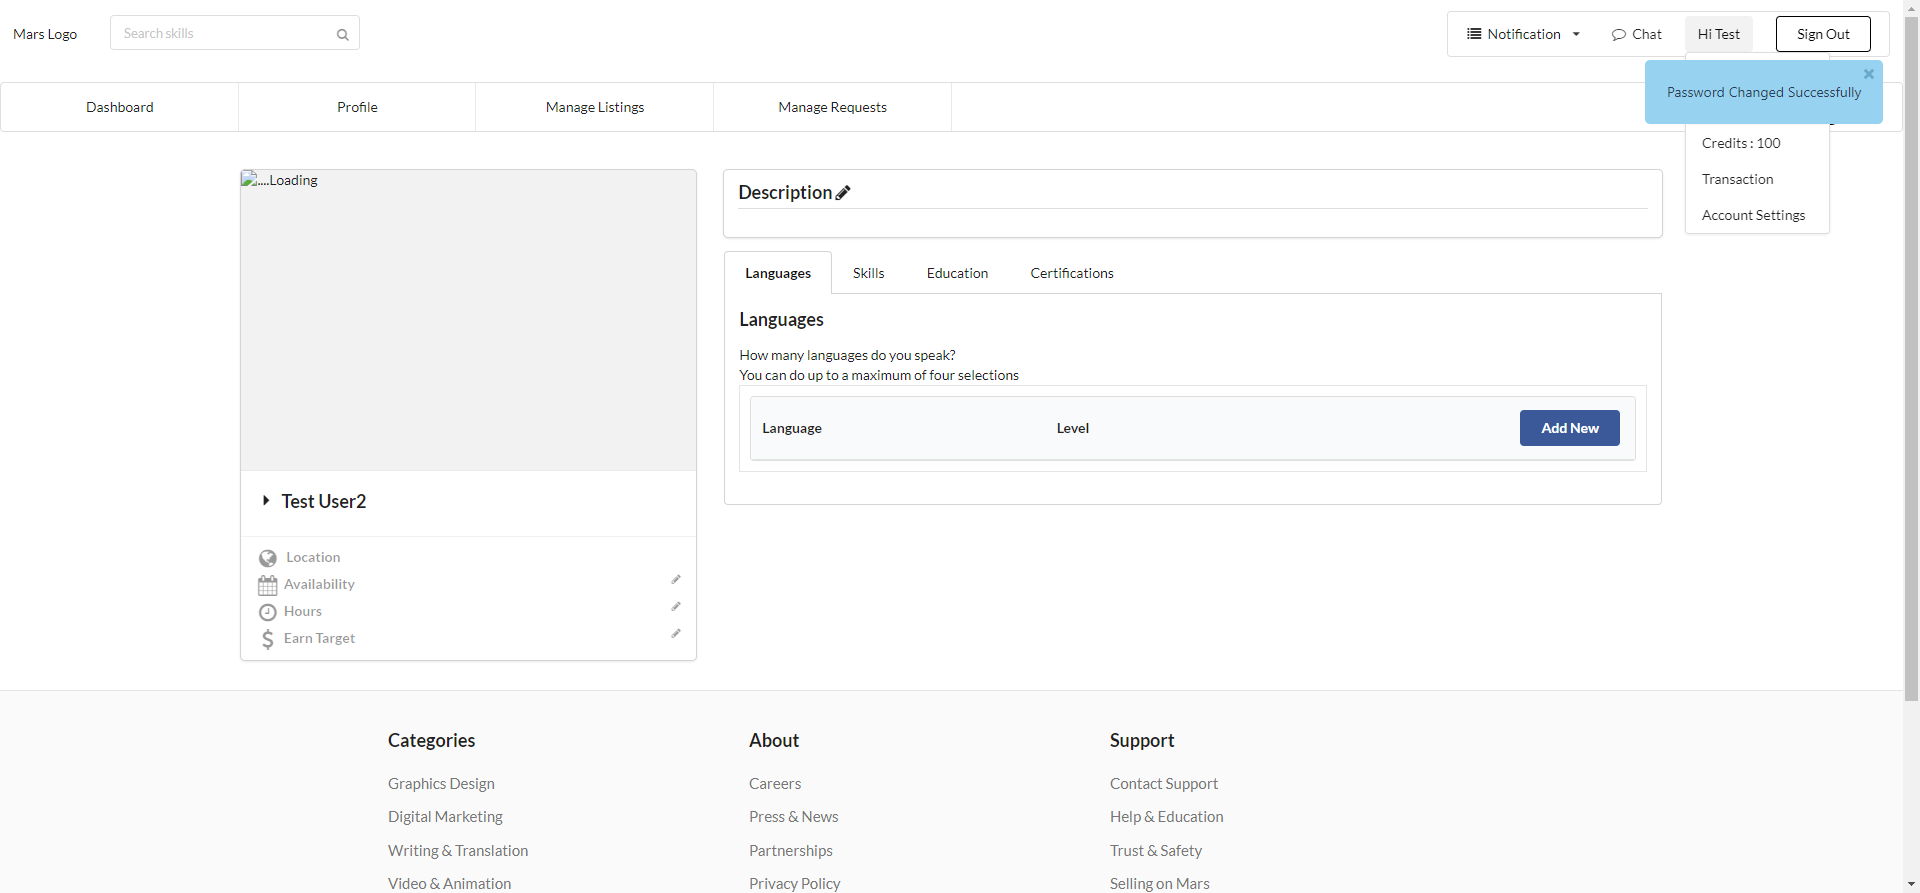 Mars Logo
Search skills
Notification
Chat
Hi Test
Sign Out
Password Changed Successfully
Dashboard
Profile
Manage Listings
Manage Requests
Credits : 100
Transaction
Account Settings
....Loading
Description
Languages
Skills
Education
Certifications
Languages
How many languages do you speak?
You can do up to a maximum of four selections
Language
Level
Add New
Test User2
Location
Availability
Hours
Earn Target
Categories
Graphics Design
Digital Marketing
Writing & Translation
Video & Animation
About
Careers
Press & News
Partnerships
Privacy Policy
Support
Contact Support
Help & Education
Trust & Safety
Selling on Mars